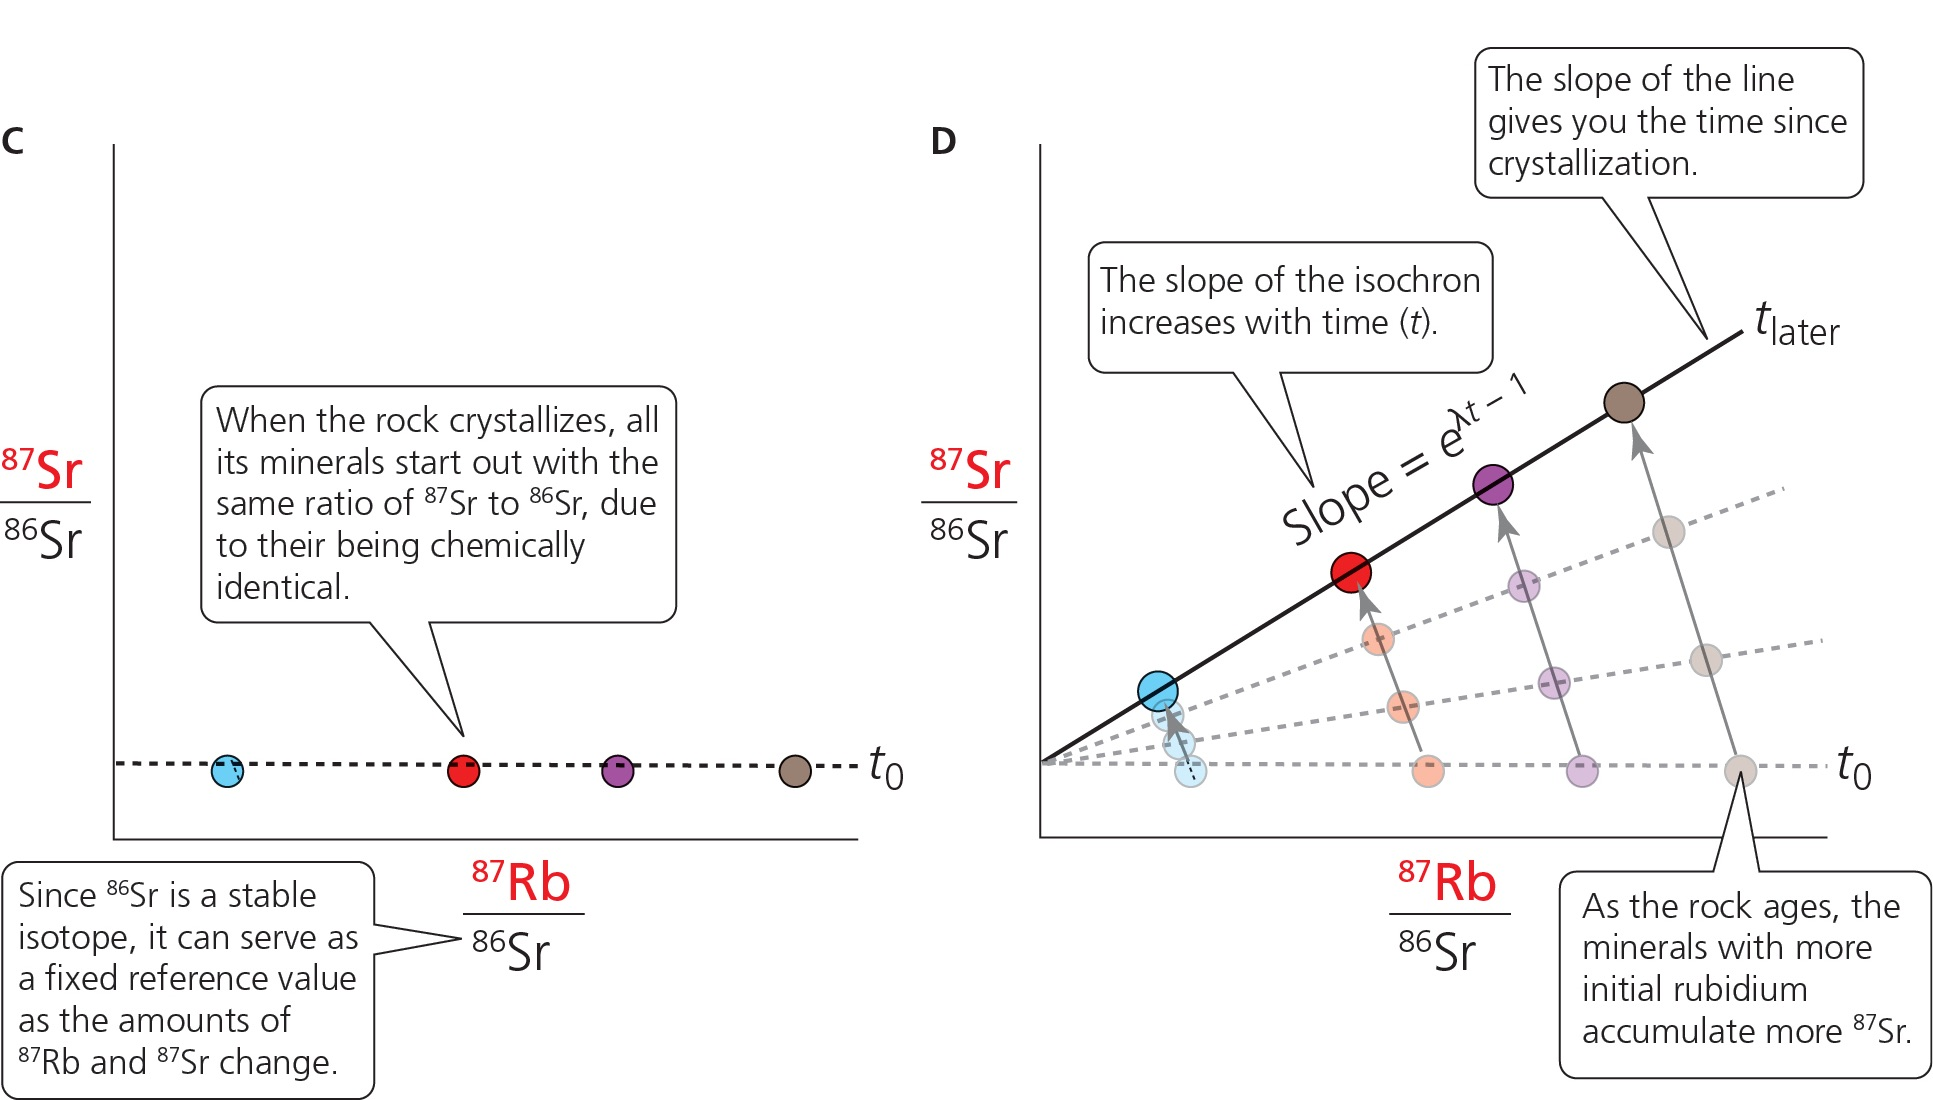 C
⁸⁷Sr
⁸⁶Sr
When the rock crystallizes, all
its minerals start out with the
same ratio of ⁸⁷Sr to ⁸⁶Sr, due
to their being chemically
identical.
t₀
⁸⁷Rb
⁸⁶Sr
Since ⁸⁶Sr is a stable
isotope, it can serve as
a fixed reference value
as the amounts of
⁸⁷Rb and ⁸⁷Sr change.
D
The slope of the line
gives you the time since
crystallization.
The slope of the isochron
increases with time (t).
t later
Slope = e^λt – 1
⁸⁷Sr
⁸⁶Sr
t₀
⁸⁷Rb
⁸⁶Sr
As the rock ages, the
minerals with more
initial rubidium
accumulate more ⁸⁷Sr.